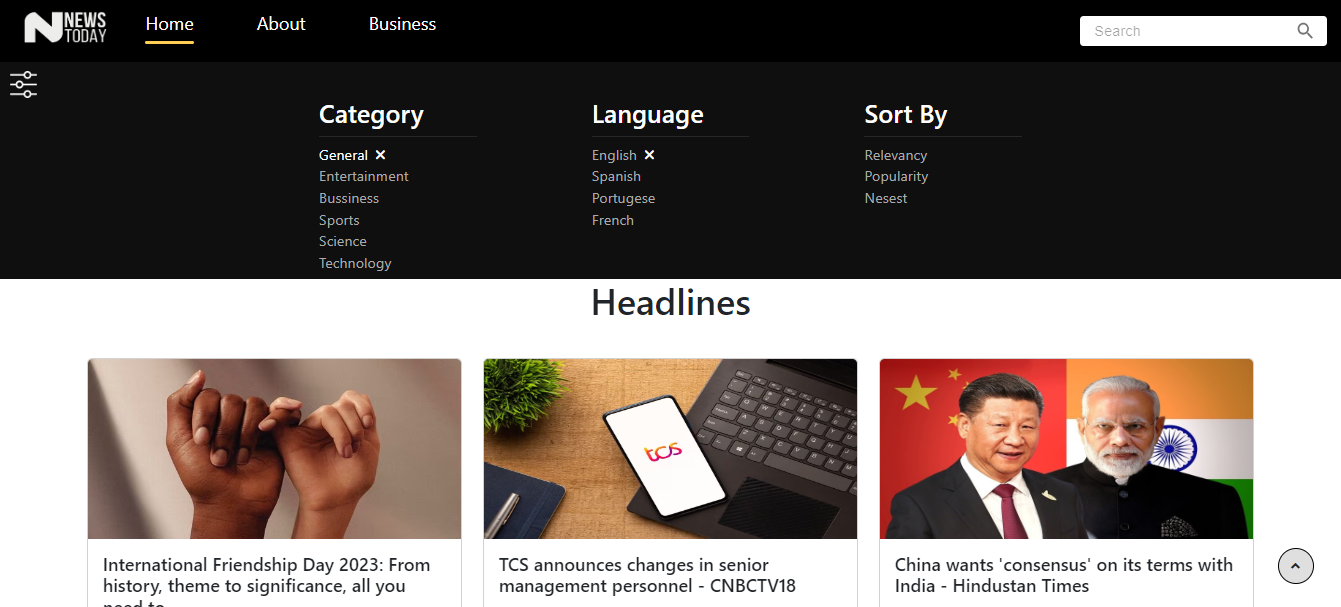 NEWS
TODAY
Home
About
Business
Search
Category
General
Entertainment
Bussiness
Sports
Science
Technology
Language
English
Spanish
Portugese
French
Sort By
Relevancy
Popularity
Nesest
Headlines
tcs
International Friendship Day 2023: From
history, theme to significance, all you
need to
TCS announces changes in senior
management personnel - CNBCTV18
China wants 'consensus' on its terms with
India - Hindustan Times